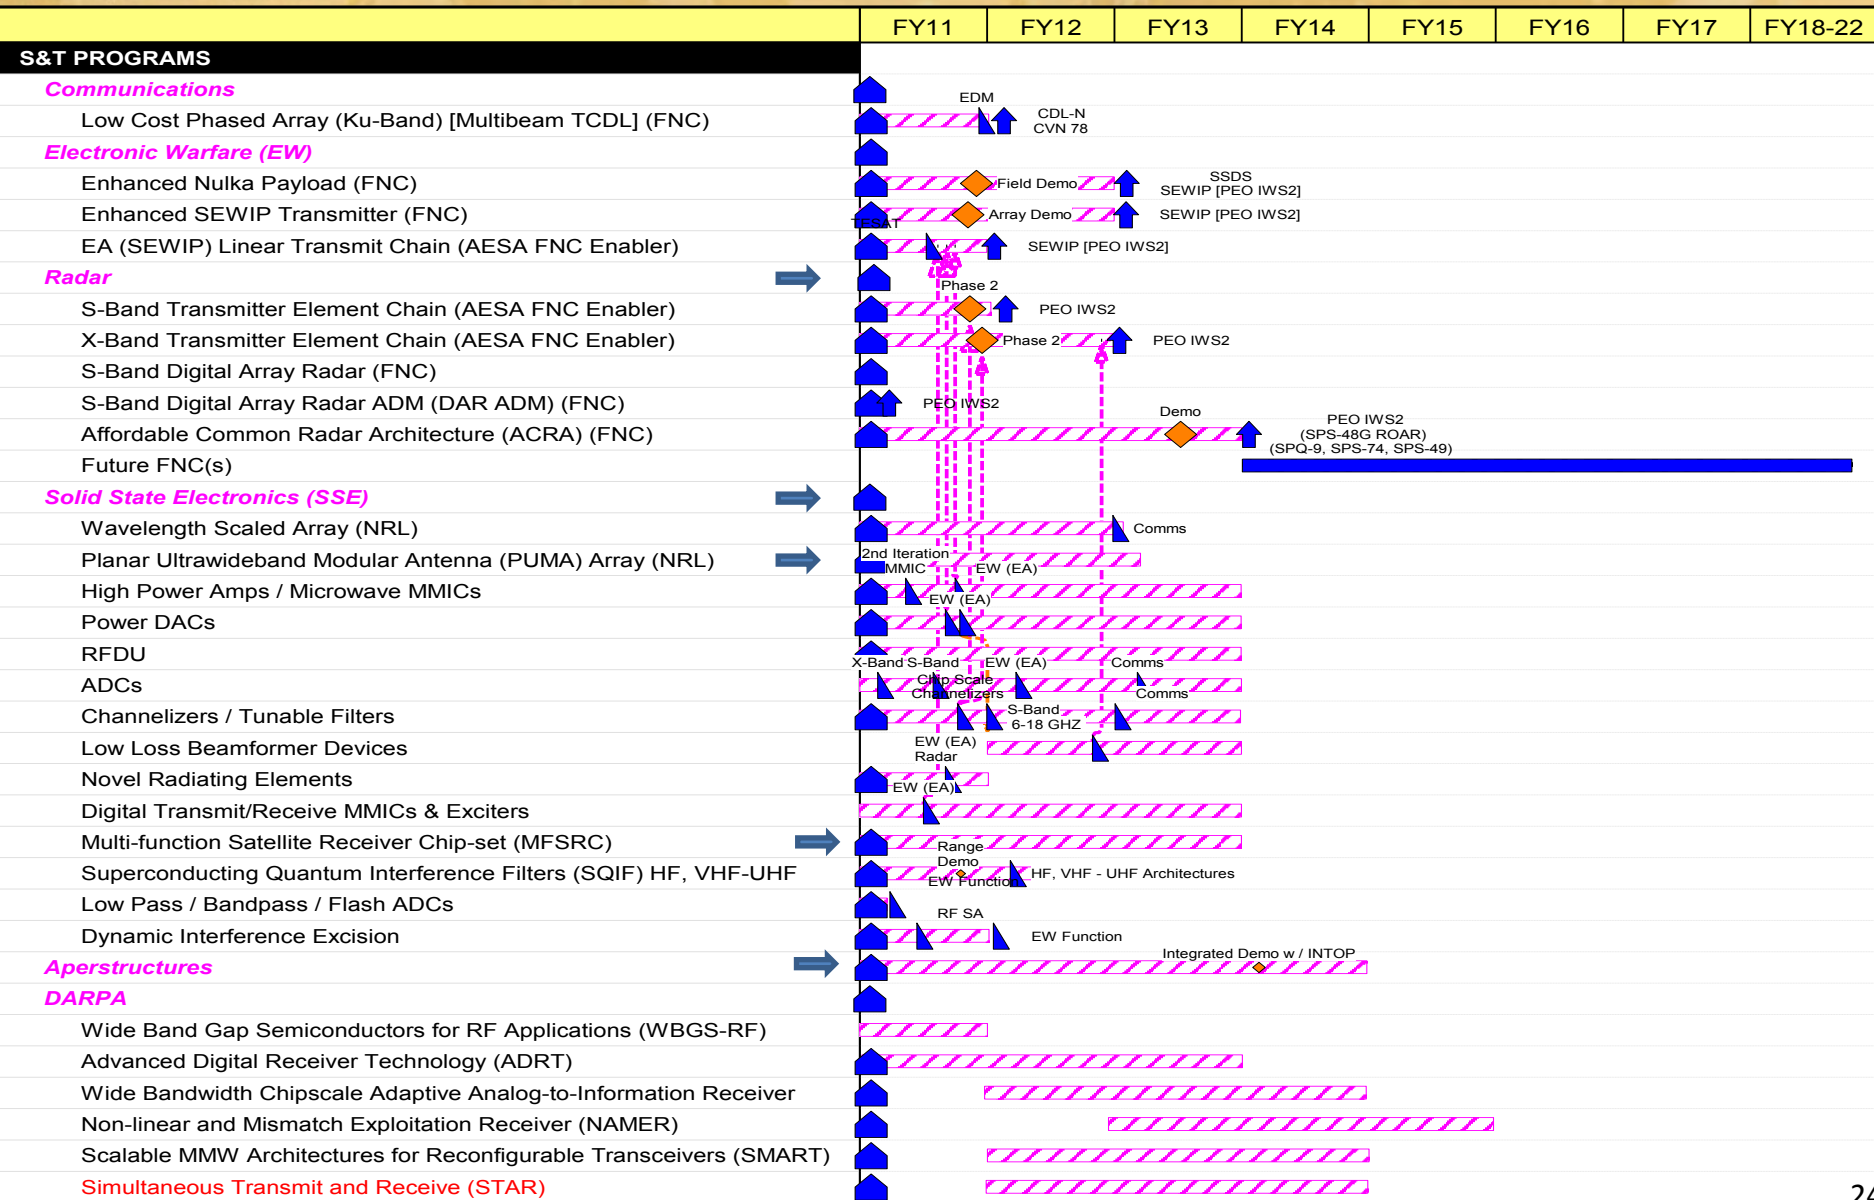 FY11 FY12 FY13 FY14 FY15 FY16 FY17 FY18-22
S&T PROGRAMS
Communications
EDM
Low Cost Phased Array (Ku-Band) [Multibeam TCDL] (FNC)
CDL-N
CVN 78
Electronic Warfare (EW)
Enhanced Nulka Payload (FNC)
Field Demo
SSDS
SEWIP [PEO IWS2]
Enhanced SEWIP Transmitter (FNC)
Array Demo
SEWIP [PEO IWS2]
TESAT
EA (SEWIP) Linear Transmit Chain (AESA FNC Enabler)
SEWIP [PEO IWS2]
Radar
Phase 2
S-Band Transmitter Element Chain (AESA FNC Enabler)
PEO IWS2
X-Band Transmitter Element Chain (AESA FNC Enabler)
Phase 2
PEO IWS2
S-Band Digital Array Radar (FNC)
S-Band Digital Array Radar ADM (DAR ADM) (FNC)
PEO IWS2
Affordable Common Radar Architecture (ACRA) (FNC)
Demo
PEO IWS2
(SPS-48G ROAR)
(SPQ-9, SPS-74, SPS-49)
Future FNC(s)
Solid State Electronics (SSE)
Wavelength Scaled Array (NRL)
Comms
Planar Ultrawideband Modular Antenna (PUMA) Array (NRL)
2nd Iteration
MMIC
EW (EA)
High Power Amps / Microwave MMICs
EW (EA)
Power DACs
RFDU
X-Band S-Band
EW (EA)
Comms
ADCs
Chip Scale
Channelizers
Comms
Channelizers / Tunable Filters
S-Band
6-18 GHZ
Low Loss Beamformer Devices
EW (EA)
Radar
Novel Radiating Elements
EW (EA)
Digital Transmit/Receive MMICs & Exciters
Multi-function Satellite Receiver Chip-set (MFSRC)
Range
Demo
Superconducting Quantum Interference Filters (SQIF) HF, VHF-UHF
HF, VHF - UHF Architectures
EW Function
Low Pass / Bandpass / Flash ADCs
RF SA
Dynamic Interference Excision
EW Function
Integrated Demo w / INTOP
Aperstructures
DARPA
Wide Band Gap Semiconductors for RF Applications (WBGS-RF)
Advanced Digital Receiver Technology (ADRT)
Wide Bandwidth Chipscale Adaptive Analog-to-Information Receiver
Non-linear and Mismatch Exploitation Receiver (NAMER)
Scalable MMW Architectures for Reconfigurable Transceivers (SMART)
Simultaneous Transmit and Receive (STAR)